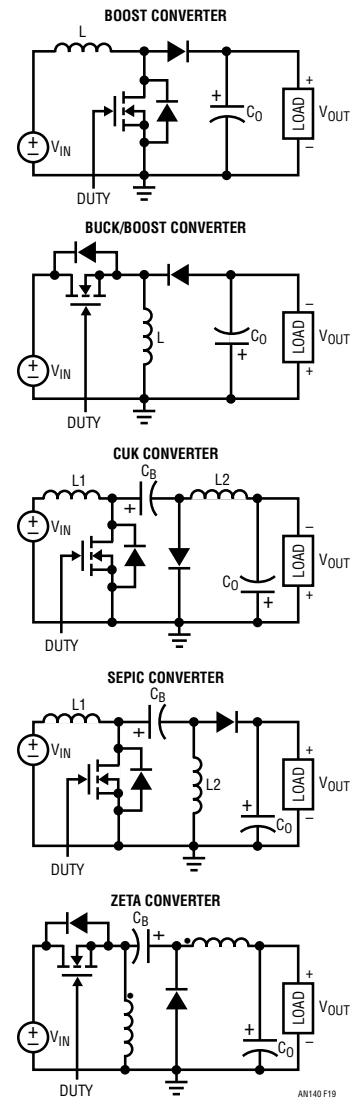 BOOST CONVERTER
L
+
CO
+
LOAD
VOUT
–
+
–
VIN
DUTY
BUCK/BOOST CONVERTER
–
+
–
VIN
L
CO
+
LOAD
VOUT
+
DUTY
CUK CONVERTER
L1
CB
L2
+
+
–
VIN
–
CO
+
LOAD
VOUT
+
DUTY
SEPIC CONVERTER
L1
CB
+
+
–
VIN
L2
+
CO
+
LOAD
VOUT
–
DUTY
ZETA CONVERTER
CB
+
+
–
VIN
+
CO
+
LOAD
VOUT
–
DUTY
AN140 F19